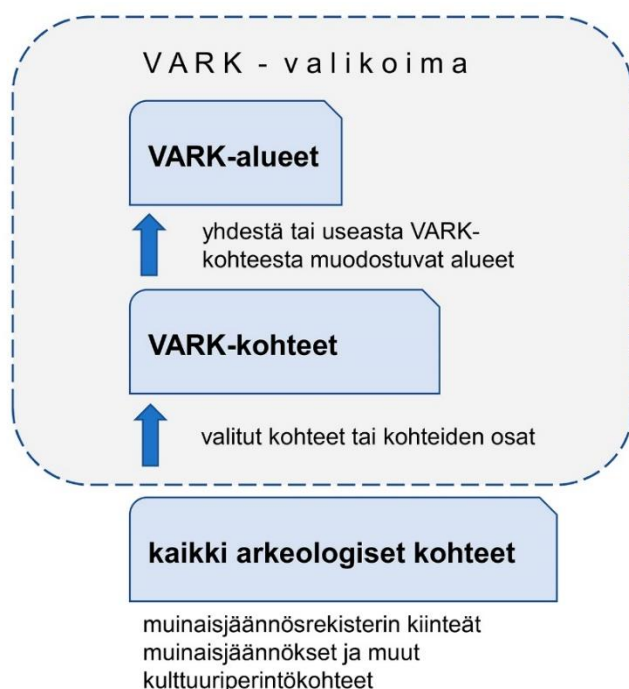 VARK - valikoima
VARK-alueet
yhdestä tai useasta VARK-
kohteesta muodostuvat alueet
VARK-kohteet
valitut kohteet tai kohteiden osat
kaikki arkeologiset kohteet
muinaisjäännösrekisterin kiinteät
muinaisjäännökset ja muut
kulttuuriperintökohteet